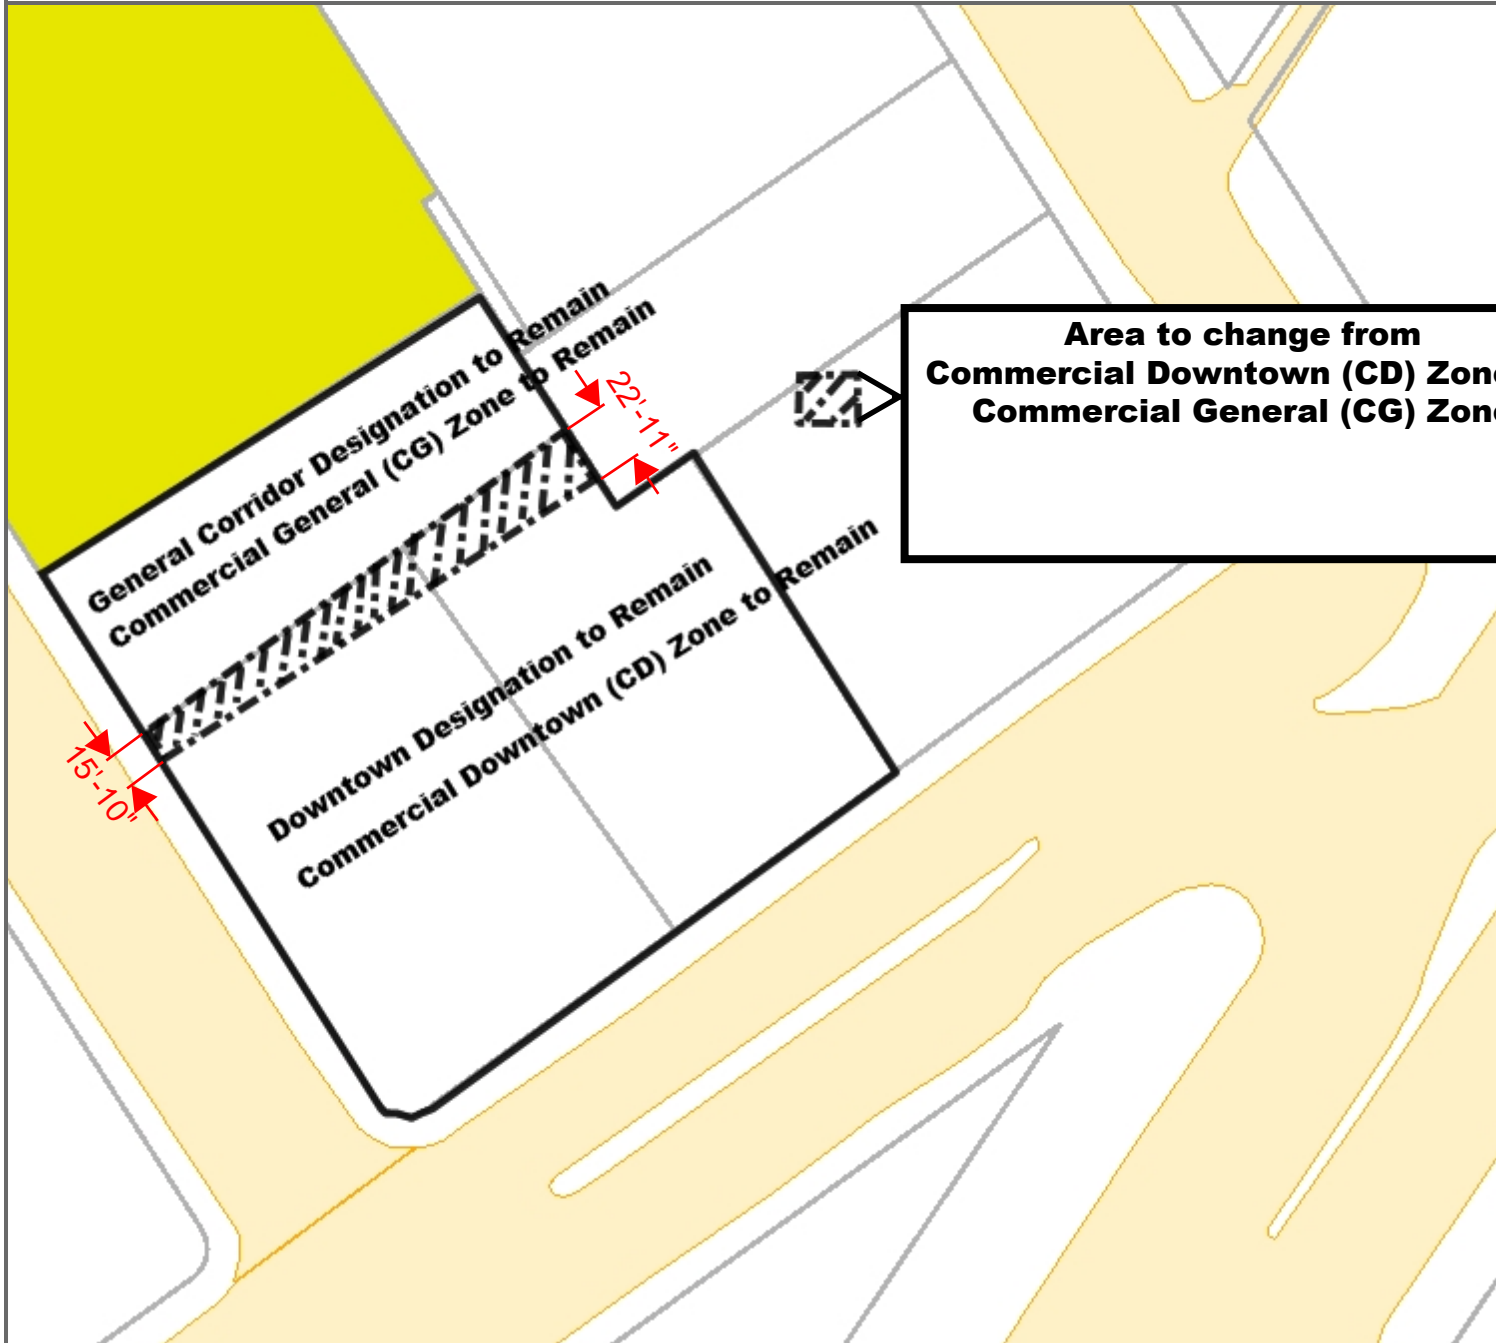 General Corridor Designation to Remain
Commercial General (CG) Zone to Remain
22'-11"
Area to change from
Commercial Downtown (CD) Zone
Commercial General (CG) Zone
15'-10"
Downtown Designation to Remain
Commercial Downtown (CD) Zone to Remain